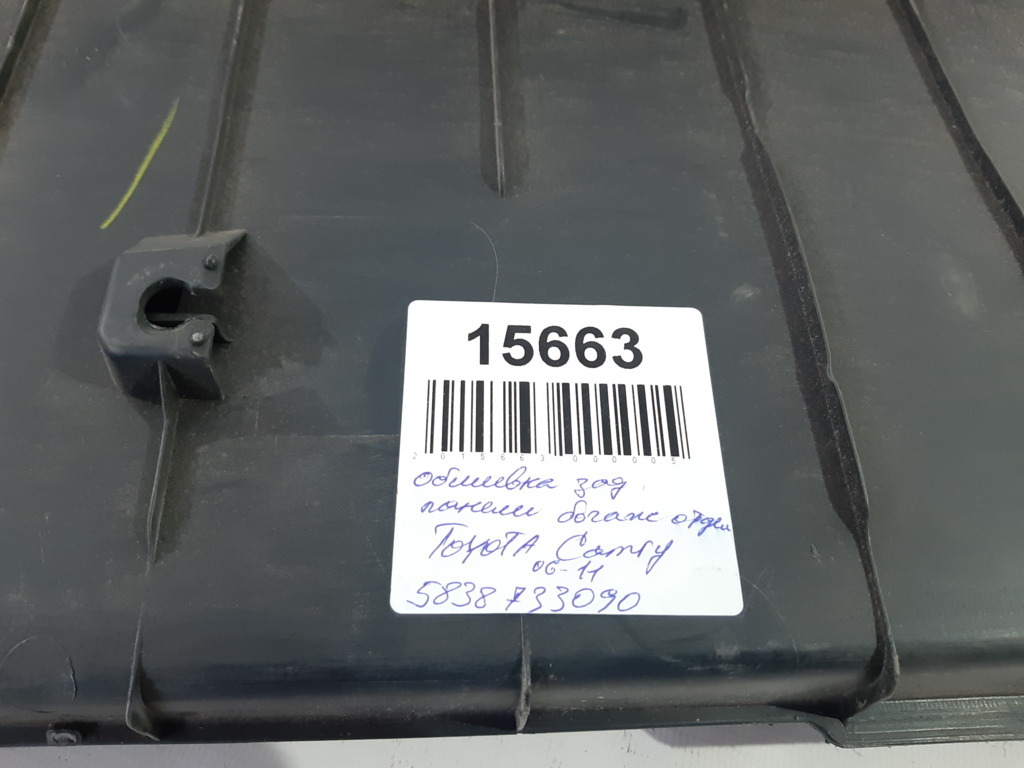 15663
2015663000005
обшивка зад.
панели багаж отдел
TOYOTA Camry
06-11
5838733090